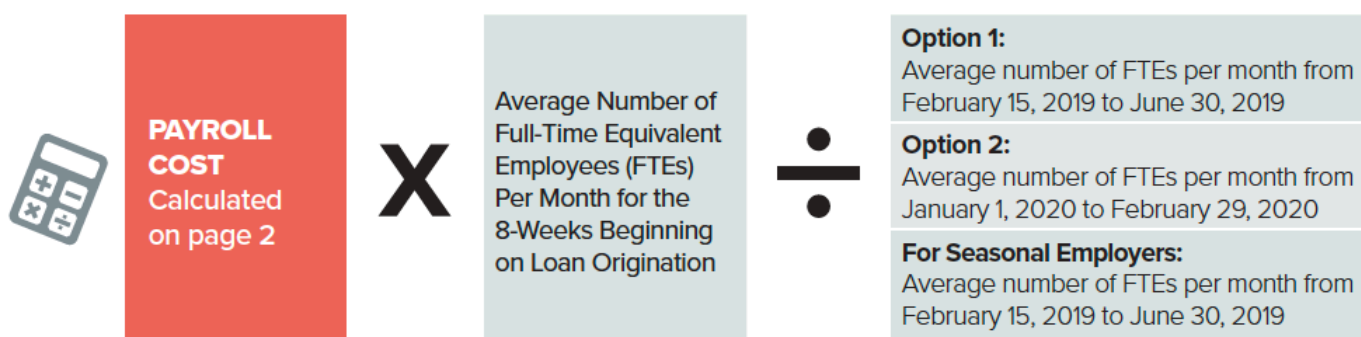 PAYROLL
COST
Calculated
on page 2
X
Average Number of
Full-Time Equivalent
Employees (FTEs)
Per Month for the
8-Weeks Beginning
on Loan Origination
÷
Option 1:
Average number of FTEs per month from
February 15, 2019 to June 30, 2019
Option 2:
Average number of FTEs per month from
January 1, 2020 to February 29, 2020
For Seasonal Employers:
Average number of FTEs per month from
February 15, 2019 to June 30, 2019